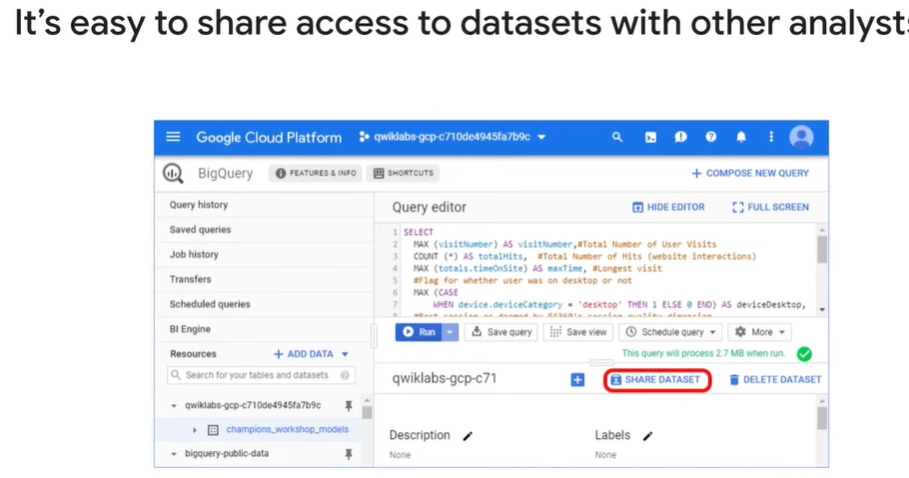 It's easy to share access to datasets with other analysts
Google Cloud Platform qwiklabs-gcp-c710de4945fa7b9c
BigQuery FEATURES & INFO SHORTCUTS + COMPOSE NEW QUERY
Query history
Saved queries
Job history
Transfers
Scheduled queries
BI Engine
Resources + ADD DATA
Search for your tables and datasets
qwiklabs-gcp-c710de4945fa7b9c
champions_workshop_models
bigquery-public-data
Query editor HIDE EDITOR FULL SCREEN
1 SELECT
2 MAX (visitNumber) AS visitNumber,#Total Number of User Visits
3 COUNT (*) AS totalHits, #Total Number of Hits (website interactions)
4 MAX (totals.timeOnSite) AS maxTime, #Longest visit
5 #Flag for whether user was on desktop or not
6 MAX (CASE
7 WHEN device.deviceCategory = 'desktop' THEN 1 ELSE 0 END) AS deviceDesktop,
Run Save query Save view Schedule query More
This query will process 2.7 MB when run.
qwiklabs-gcp-c71 SHARE DATASET DELETE DATASET
Description Labels
None None